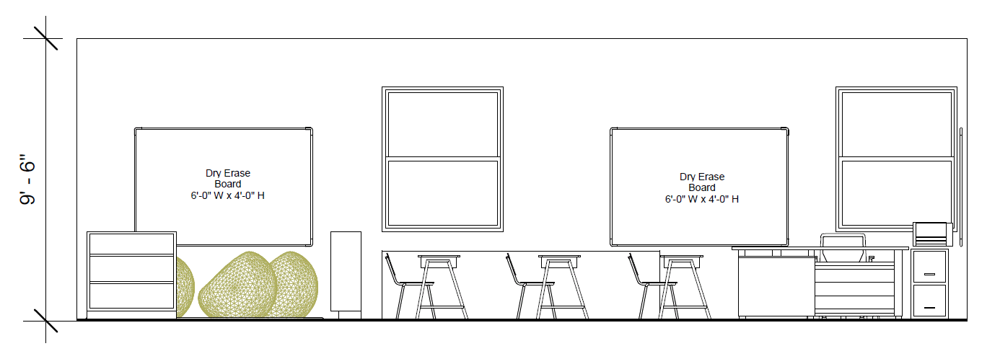 9' - 6"
Dry Erase
Board
6'-0" W x 4'-0" H
Dry Erase
Board
6'-0" W x 4'-0" H